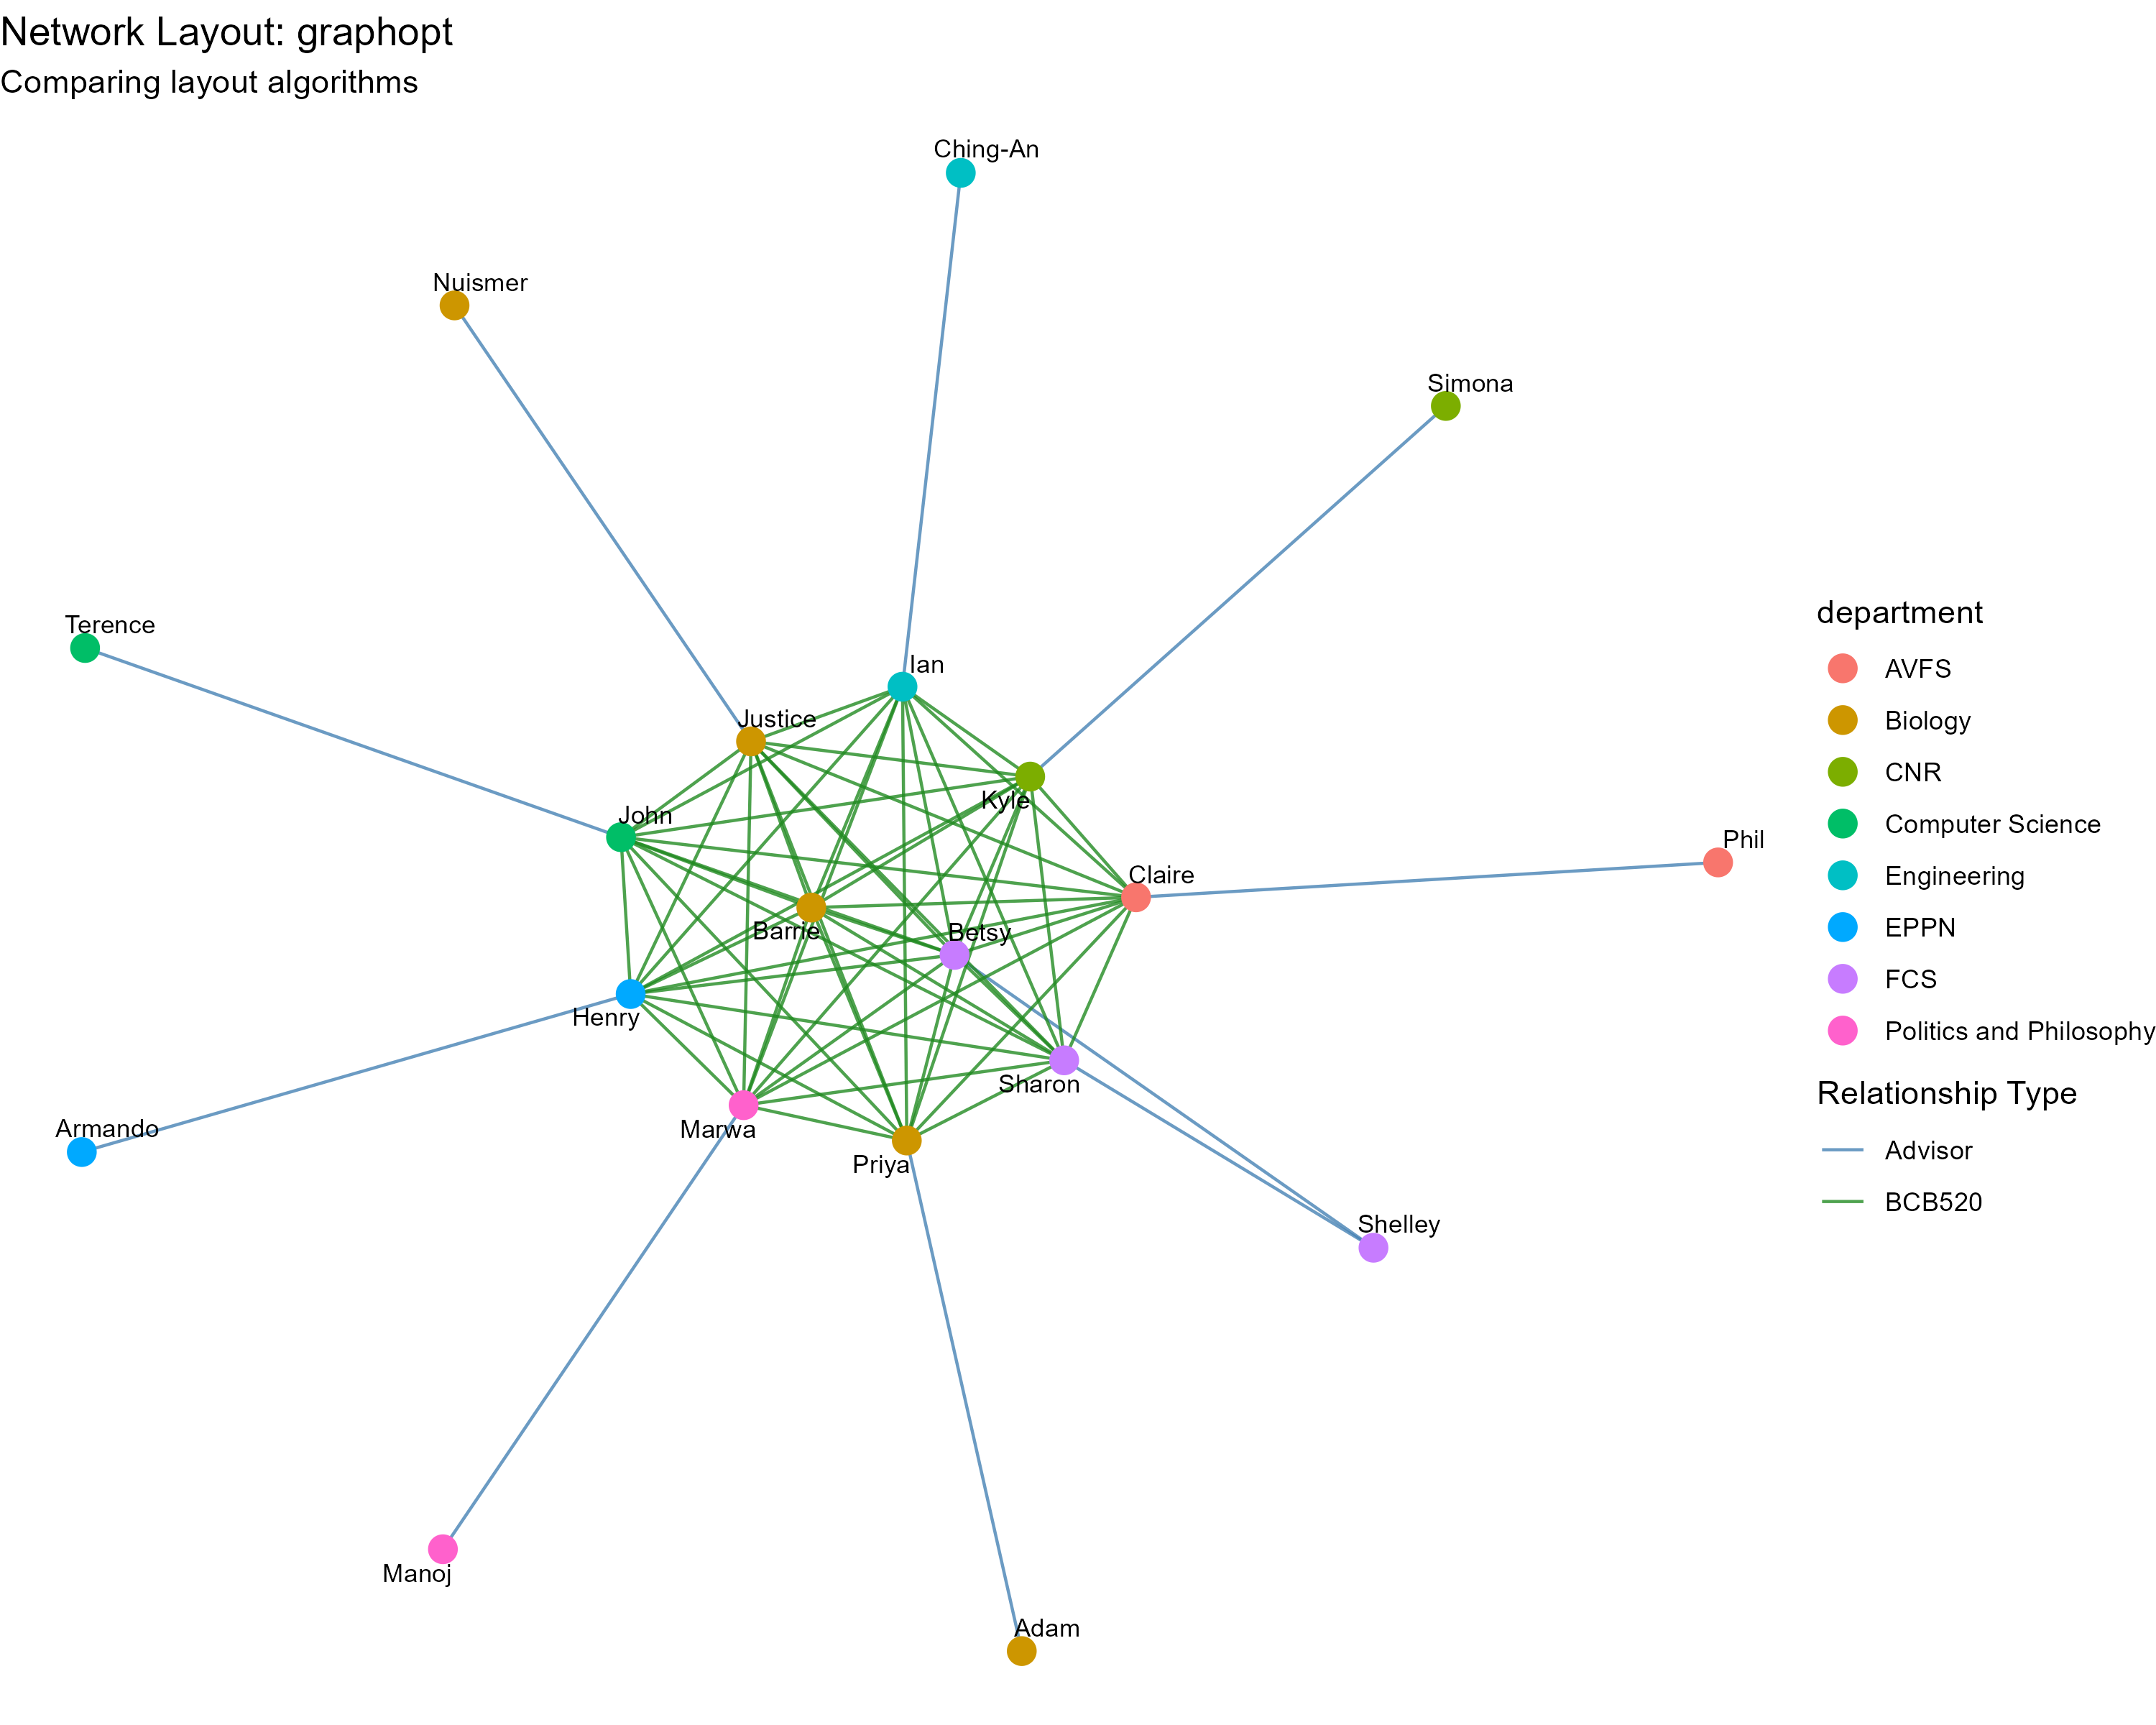 Network Layout: graphopt
Comparing layout algorithms
Ching-An
Nuismer
Simona
Terence
Ian
Justice
Kyle
John
Phil
Claire
Barrie
Betsy
Henry
Sharon
Marwa
Armando
Priya
Shelley
Manoj
Adam
department
AVFS
Biology
CNR
Computer Science
Engineering
EPPN
FCS
Politics and Philosophy
Relationship Type
Advisor
BCB520